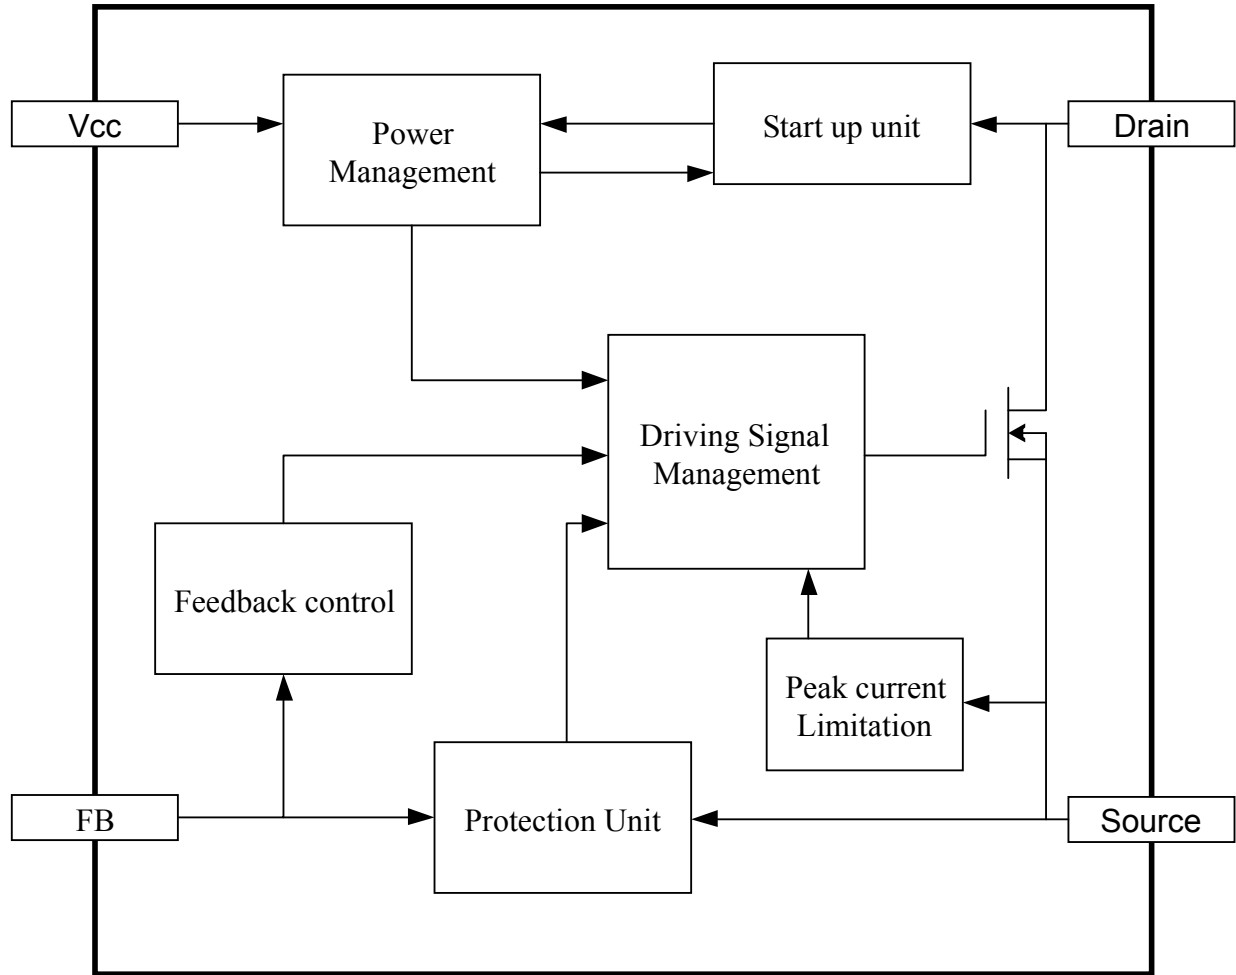 Vcc
Power
Management
Start up unit
Drain
Driving Signal
Management
Feedback control
Peak current
Limitation
FB
Protection Unit
Source